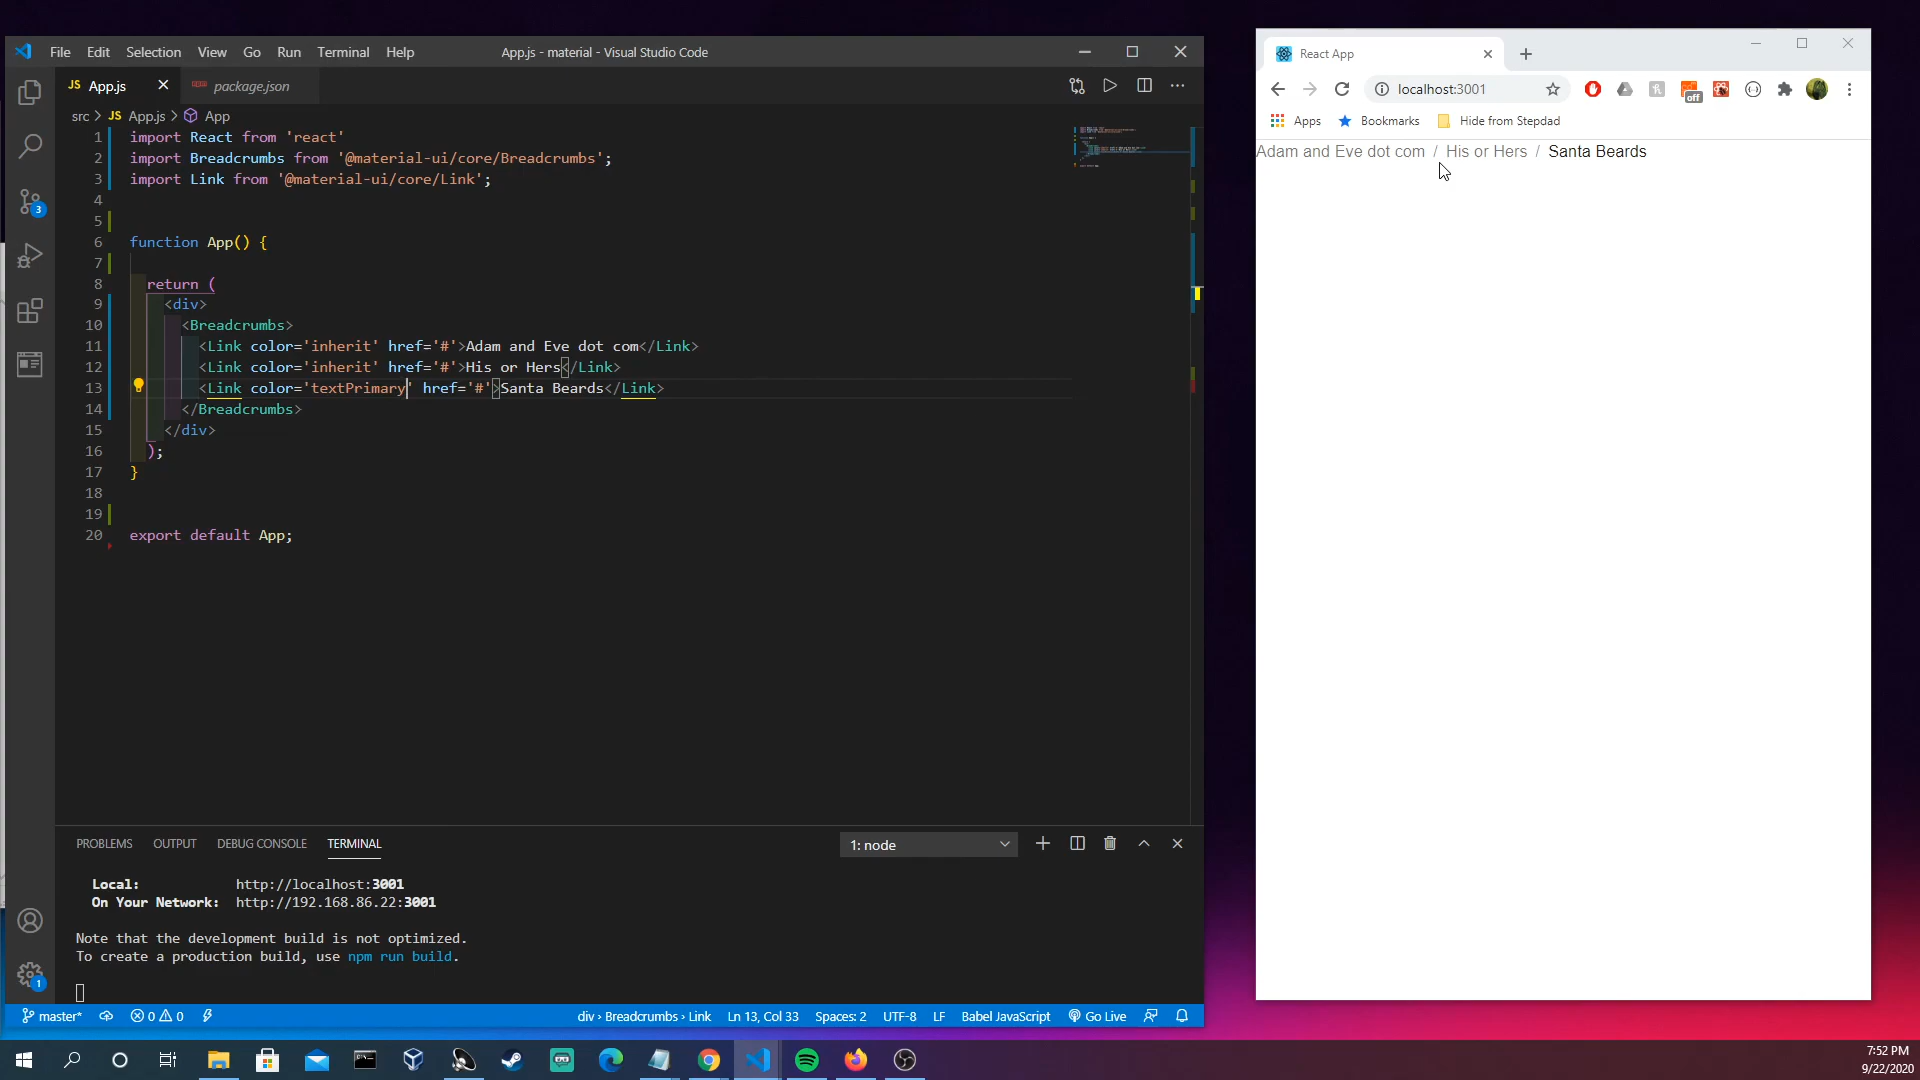 File Edit Selection View Go Run Terminal Help
App.js - material - Visual Studio Code
JS App.js
package.json
src > JS App.js > App
1 import React from 'react'
2 import Breadcrumbs from '@material-ui/core/Breadcrumbs';
3 import Link from '@material-ui/core/Link';
4
5
6 function App() {
7
8 return (
9 <div>
10 <Breadcrumbs>
11 <Link color='inherit' href='#'>Adam and Eve dot com</Link>
12 <Link color='inherit' href='#'>His or Hers</Link>
13 <Link color='textPrimary' href='#'>Santa Beards</Link>
14 </Breadcrumbs>
15 </div>
16 );
17 }
18
19
20 export default App;
PROBLEMS OUTPUT DEBUG CONSOLE TERMINAL
1: node
Local: http://localhost:3001
On Your Network: http://192.168.86.22:3001
Note that the development build is not optimized.
To create a production build, use npm run build.
3
1
master* 0 0
div > Breadcrumbs > Link
Ln 13, Col 33
Spaces: 2
UTF-8
LF
Babel JavaScript
Go Live
React App
localhost:3001
off
Apps Bookmarks Hide from Stepdad
Adam and Eve dot com / His or Hers / Santa Beards
7:52 PM
9/22/2020